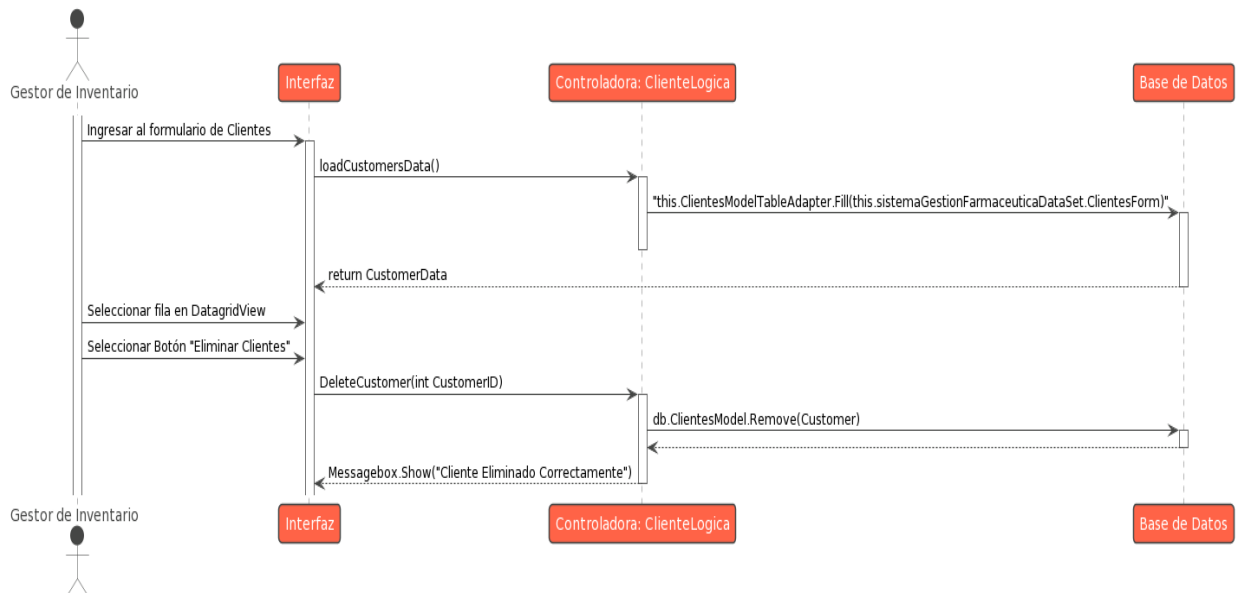 Gestor de Inventario
Interfaz
Controladora: ClienteLogica
Base de Datos
Ingresar al formulario de Clientes
loadCustomersData()
"this.ClientesModelTableAdapter.Fill(this.sistemaGestionFarmaceuticaDataSet.ClientesForm)"
return CustomerData
Seleccionar fila en DatagridView
Seleccionar Botón "Eliminar Clientes"
DeleteCustomer(int CustomerID)
db.ClientesModel.Remove(Customer)
Messagebox.Show("Cliente Eliminado Correctamente")
Gestor de Inventario
Interfaz
Controladora: ClienteLogica
Base de Datos